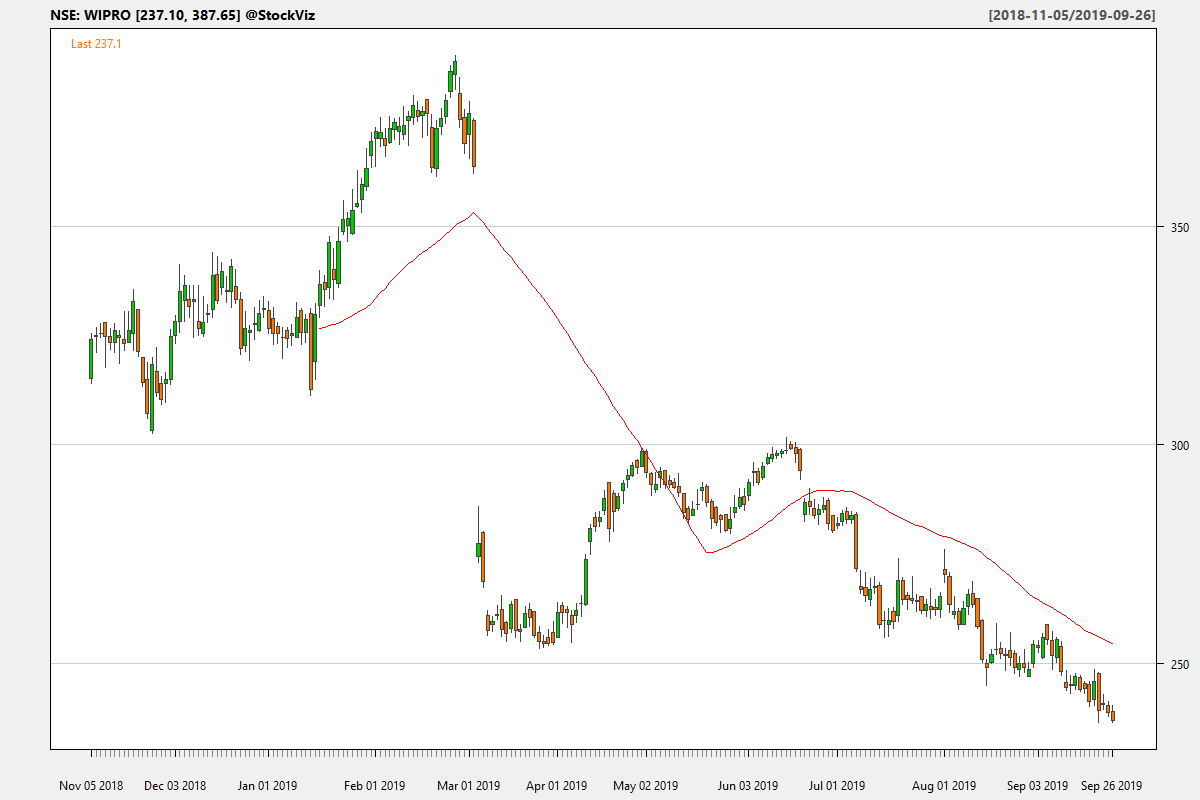 NSE: WIPRO [237.10, 387.65] @StockViz
[2018-11-05/2019-09-26]
Last 237.1
350
300
250
Nov 05 2018 Dec 03 2018 Jan 01 2019 Feb 01 2019 Mar 01 2019 Apr 01 2019 May 02 2019 Jun 03 2019 Jul 01 2019 Aug 01 2019 Sep 03 2019 Sep 26 2019